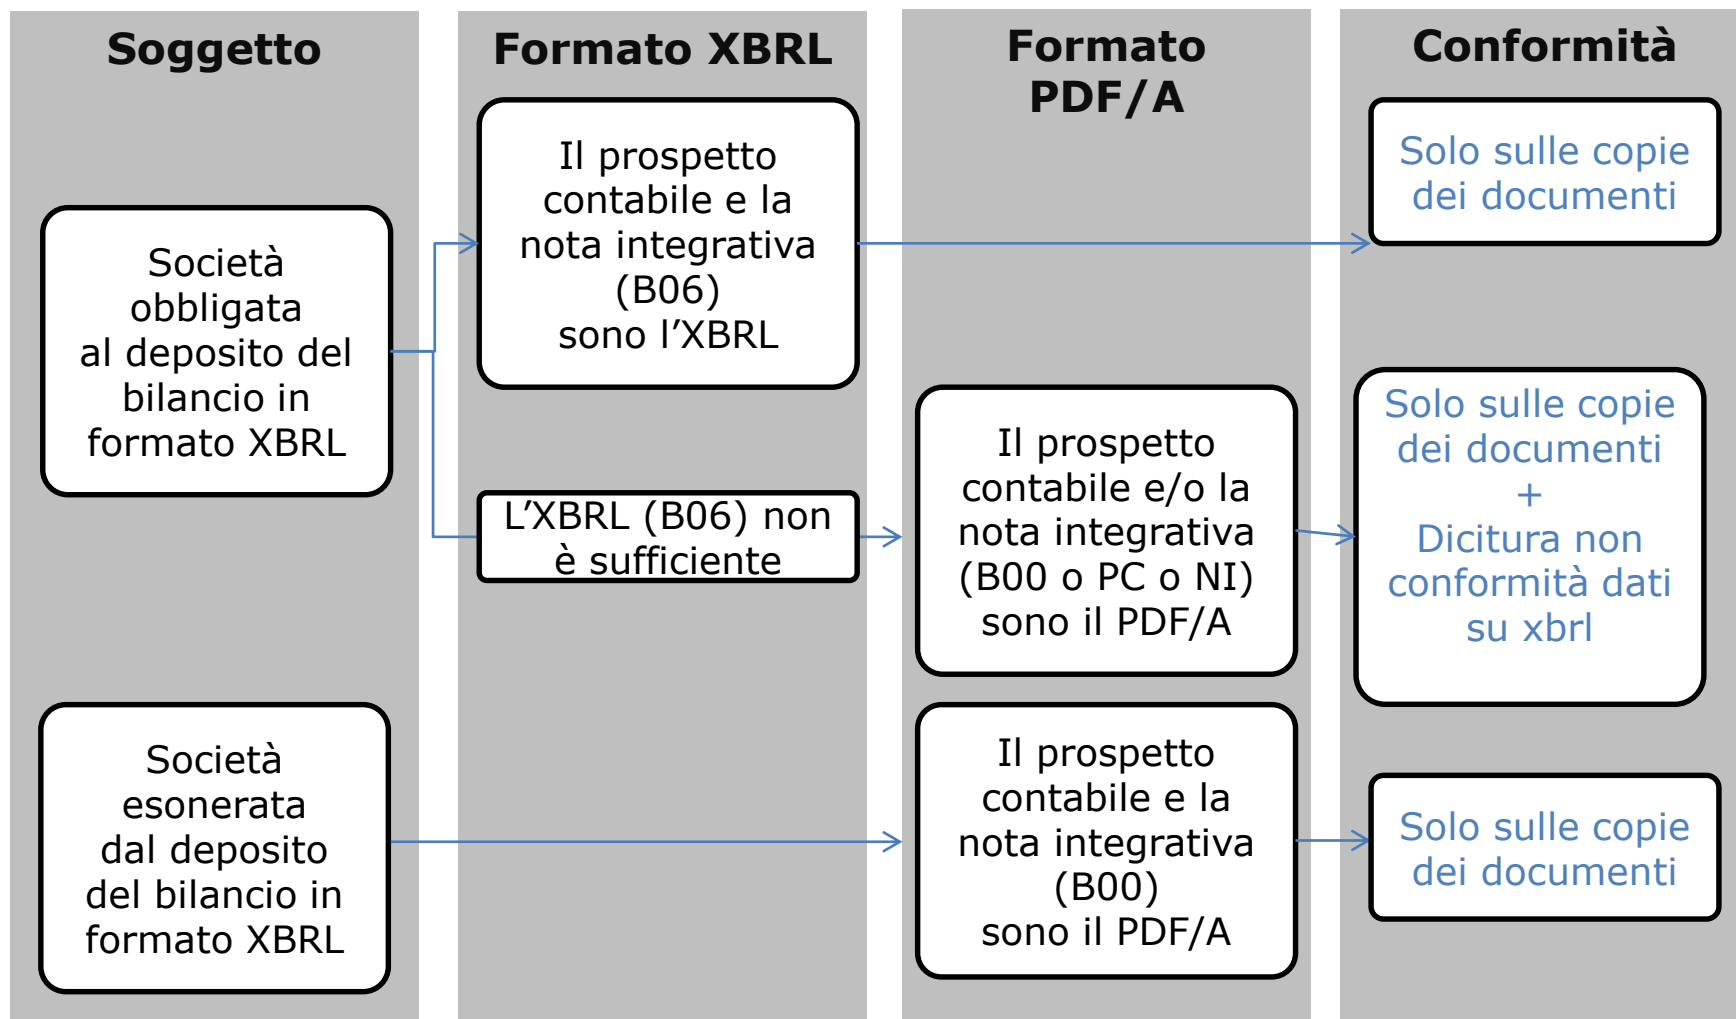 Soggetto
Formato XBRL
Formato
PDF/A
Conformità
Società
obbligata
al deposito del
bilancio in
formato XBRL
Il prospetto
contabile e la
nota integrativa
(B06)
sono l’XBRL
Solo sulle copie
dei documenti
L’XBRL (B06) non
è sufficiente
Il prospetto
contabile e/o la
nota integrativa
(B00 o PC o NI)
sono il PDF/A
Solo sulle copie
dei documenti
+
Dicitura non
conformità dati
su xbrl
Società
esonerata
dal deposito
del bilancio in
formato XBRL
Il prospetto
contabile e la
nota integrativa
(B00)
sono il PDF/A
Solo sulle copie
dei documenti